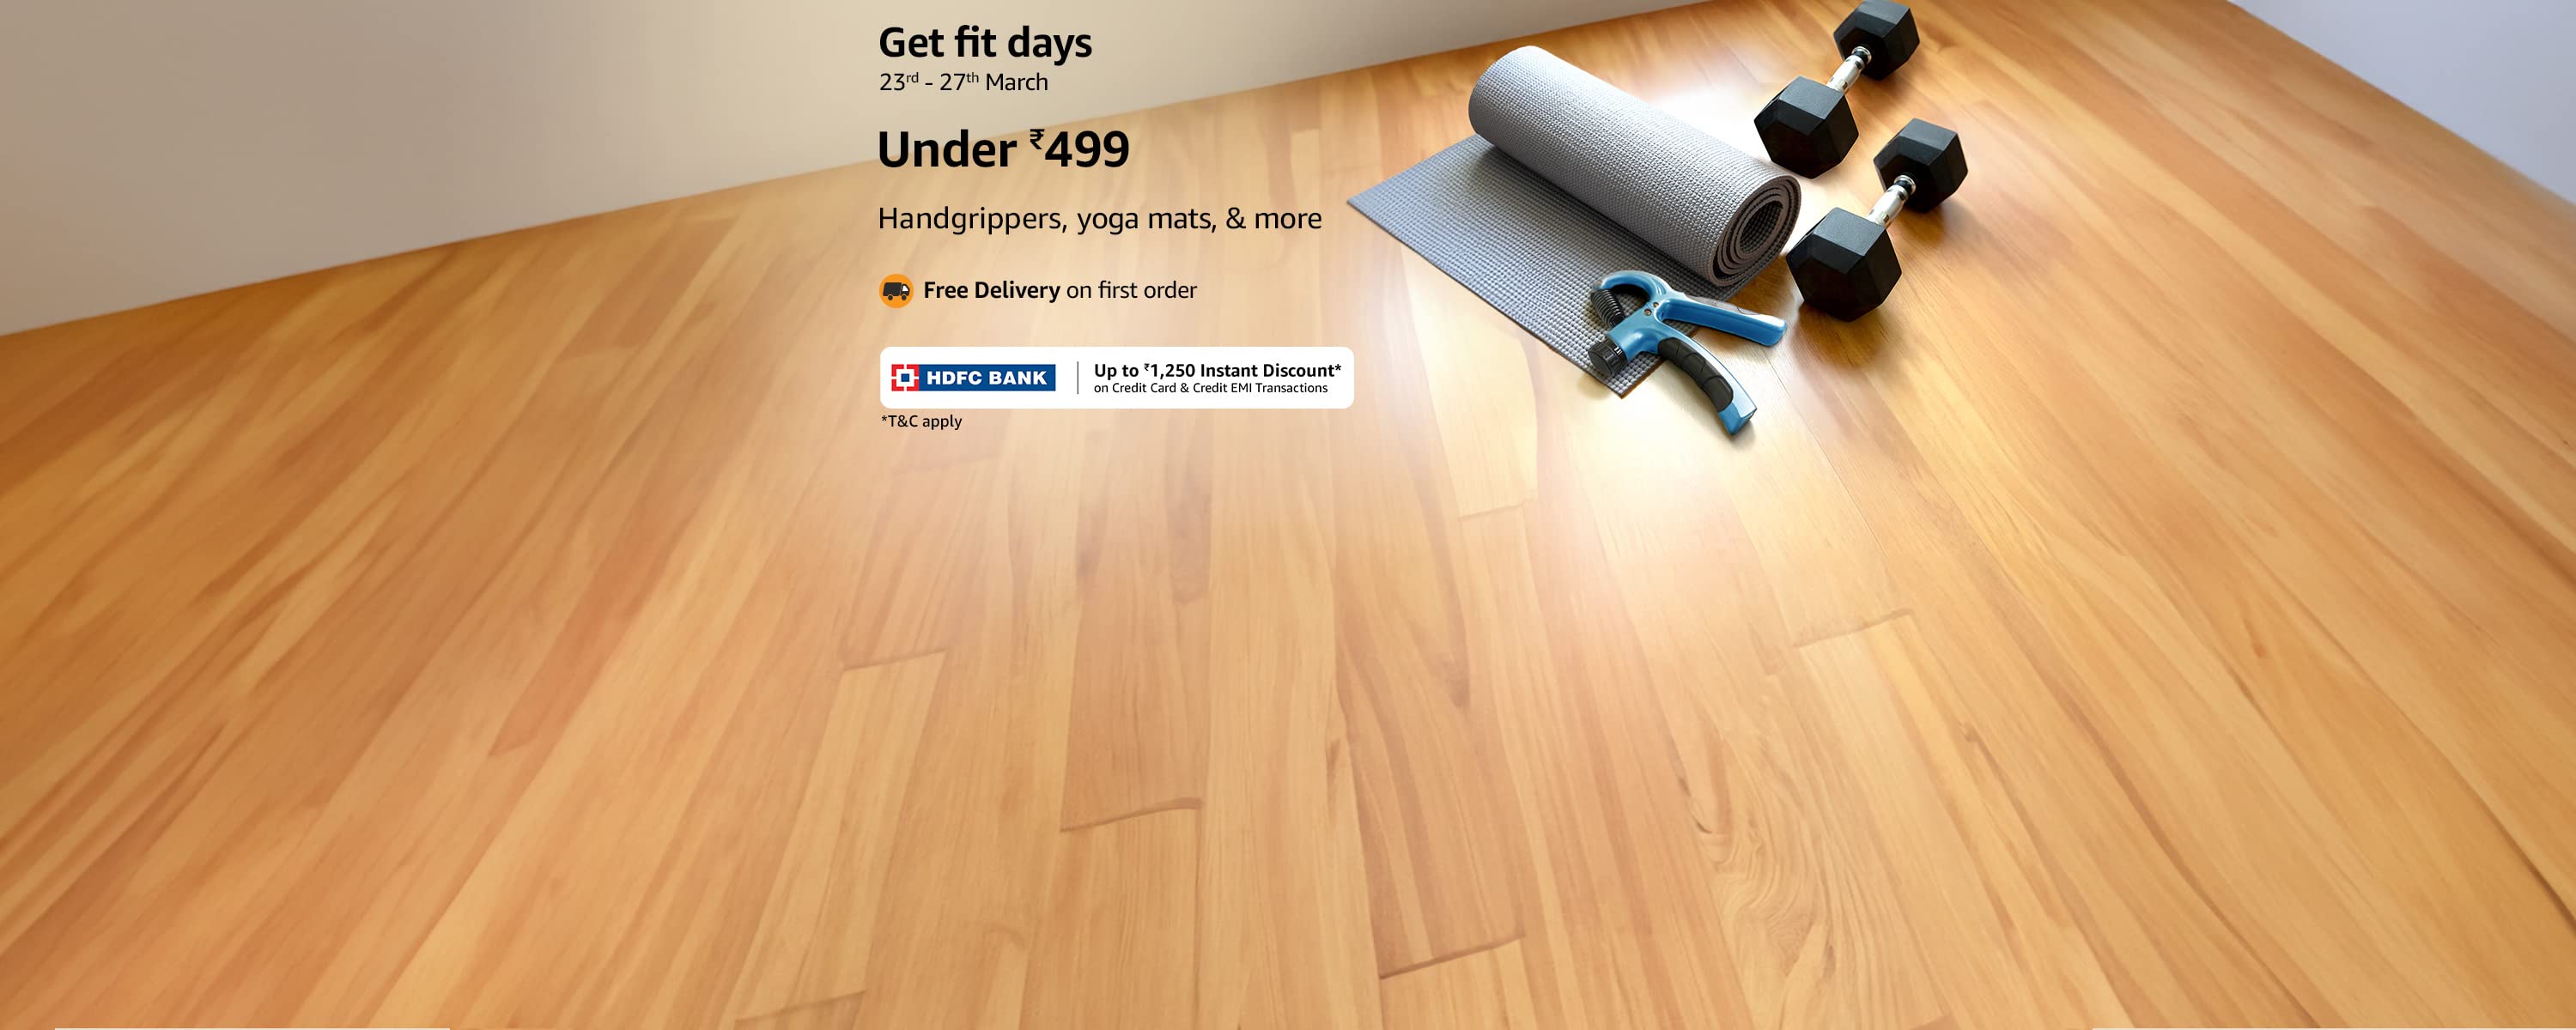 Get fit days
23rd - 27th March
Under ₹499
Handgrippers, yoga mats, & more
Free Delivery on first order
HDFC BANK
Up to ₹1,250 Instant Discount*
on Credit Card & Credit EMI Transactions
*T&C apply